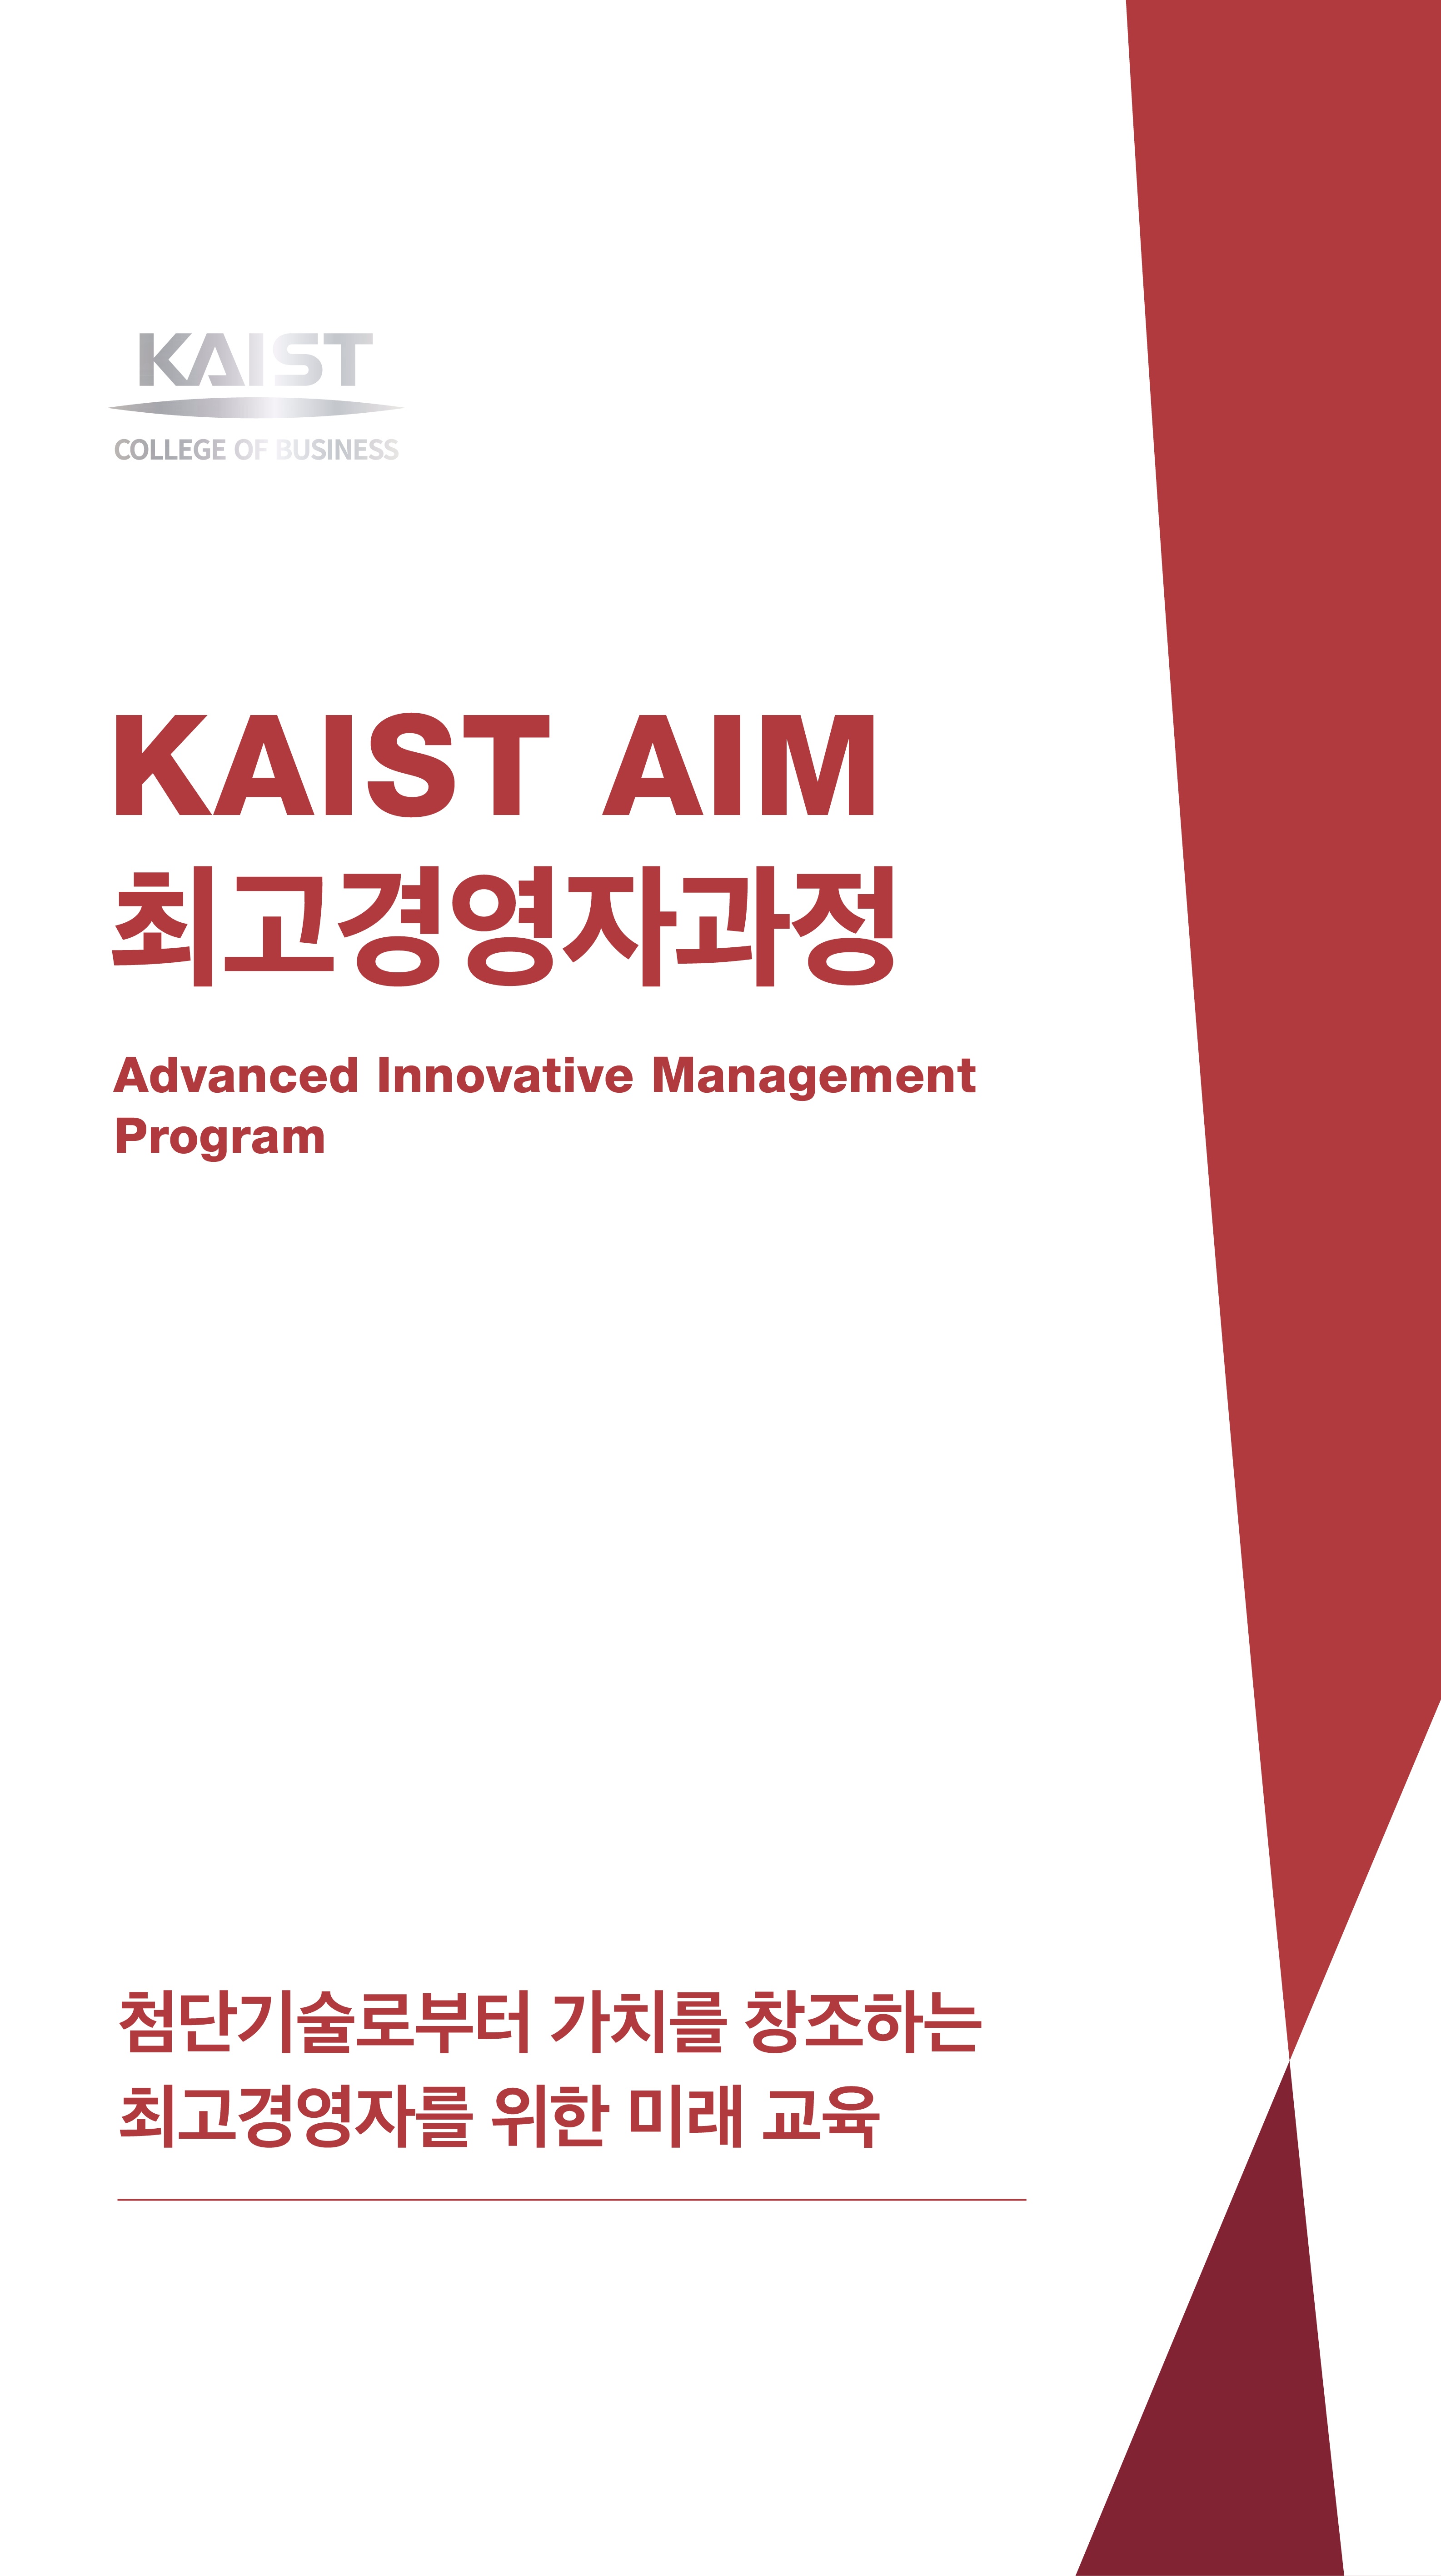 KAIST
COLLEGE OF BUSINESS
KAIST AIM
최고경영자과정
Advanced Innovative Management
Program
첨단기술로부터 가치를 창조하는
최고경영자를 위한 미래 교육